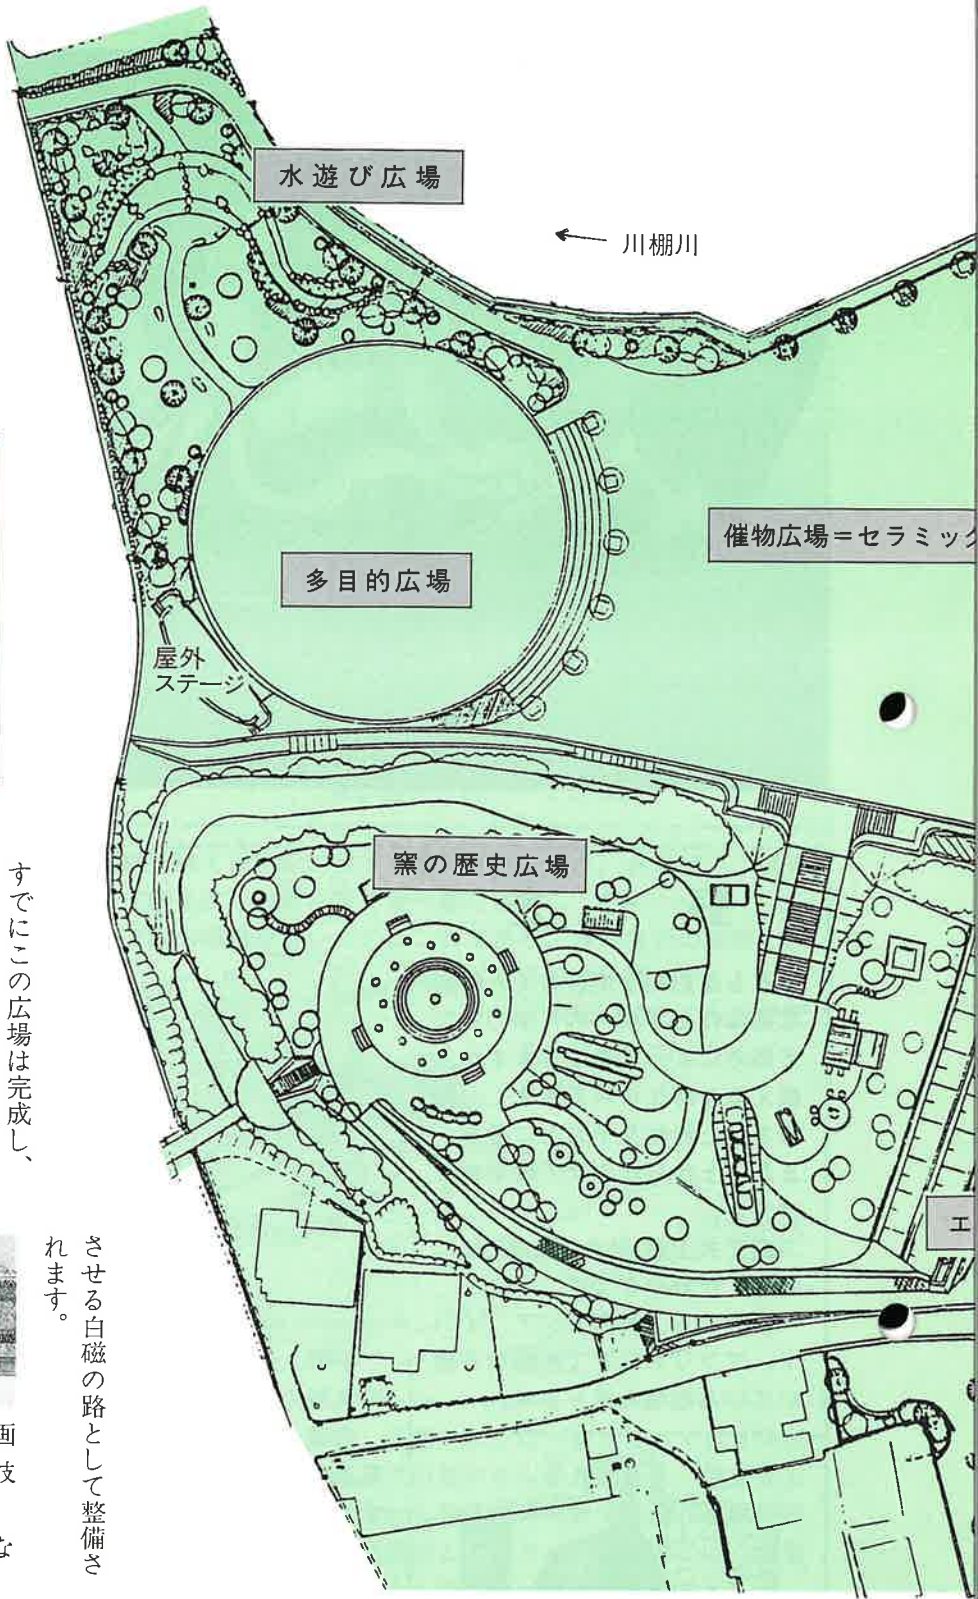 水遊び広場
川棚川
催物広場＝セラミック
多目的広場
屋外
ステージ
窯の歴史広場
エ
すでにこの広場は完成し、
させる白磁の路として整備さ
れます。
画
技
な